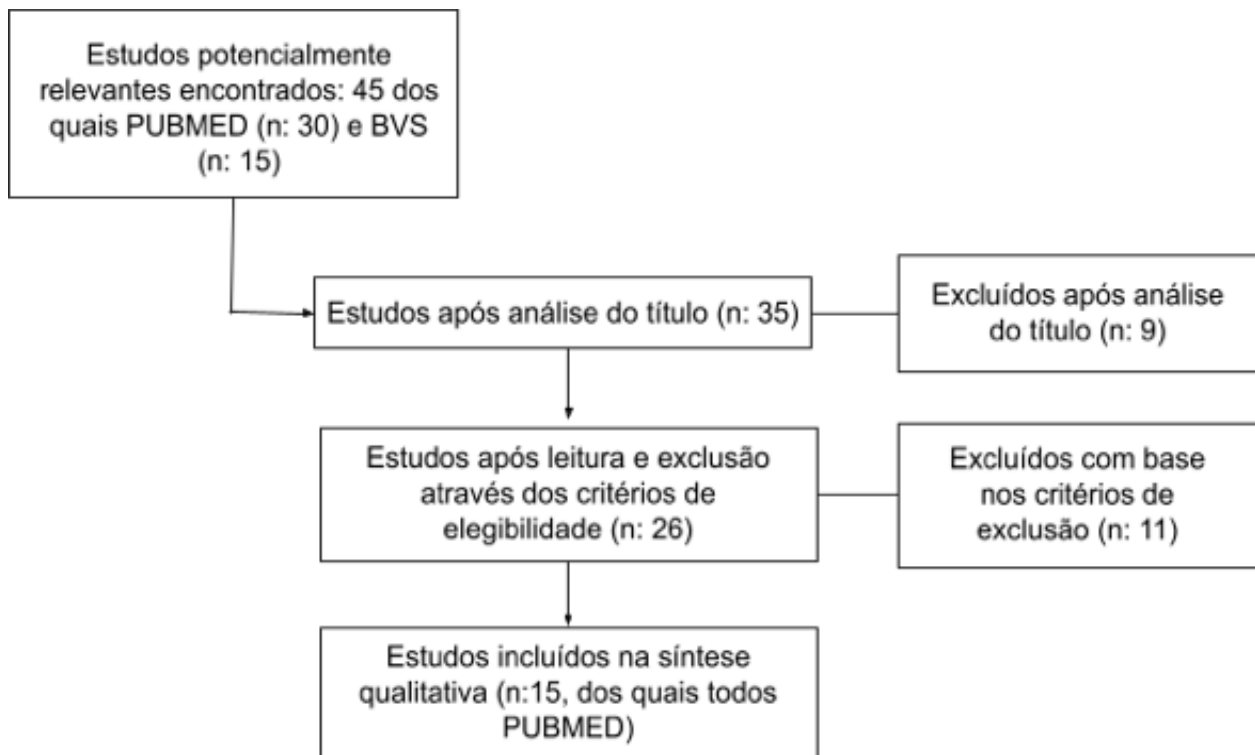 Estudos potencialmente
relevantes encontrados: 45 dos
quais PUBMED (n: 30) e BVS
(n: 15)
Estudos após análise do título (n: 35)
Excluídos após análise
do título (n: 9)
Estudos após leitura e exclusão
através dos critérios de
elegibilidade (n: 26)
Excluídos com base
nos critérios de
exclusão (n: 11)
Estudos incluídos na síntese
qualitativa (n:15, dos quais todos
PUBMED)